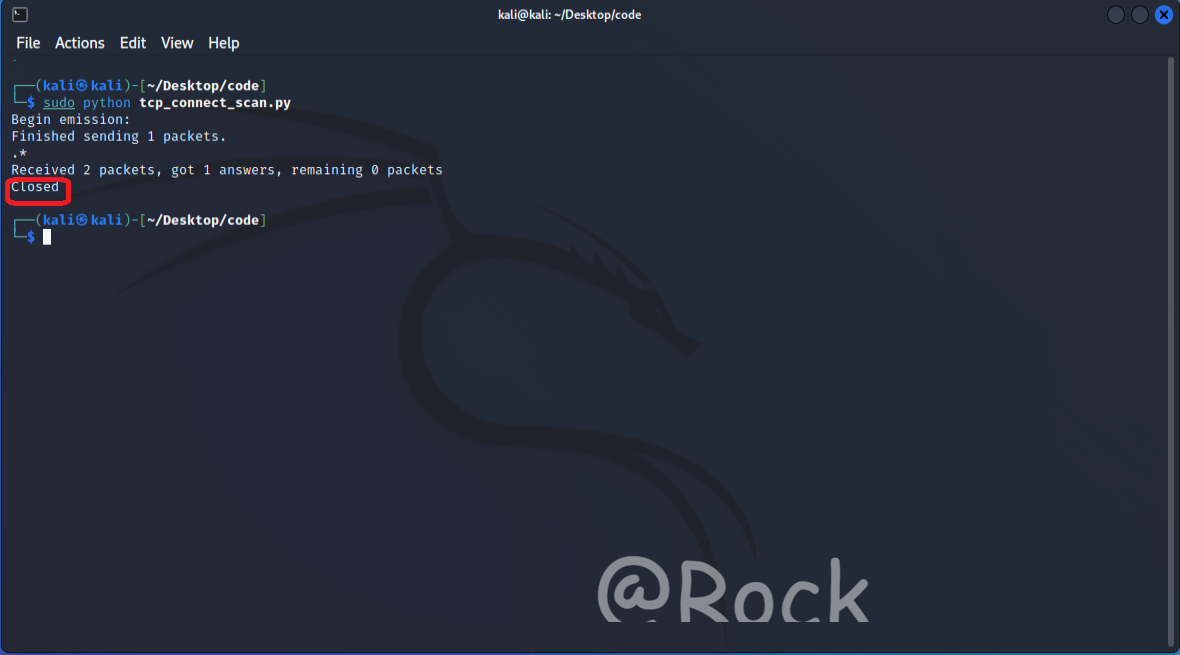 kali@kali: ~/Desktop/code
File Actions Edit View Help
┌──(kali㉿kali)-[~/Desktop/code]
└─$ sudo python tcp_connect_scan.py
Begin emission:
Finished sending 1 packets.
.*
Received 2 packets, got 1 answers, remaining 0 packets
Closed
┌──(kali㉿kali)-[~/Desktop/code]
└─$
@Rock